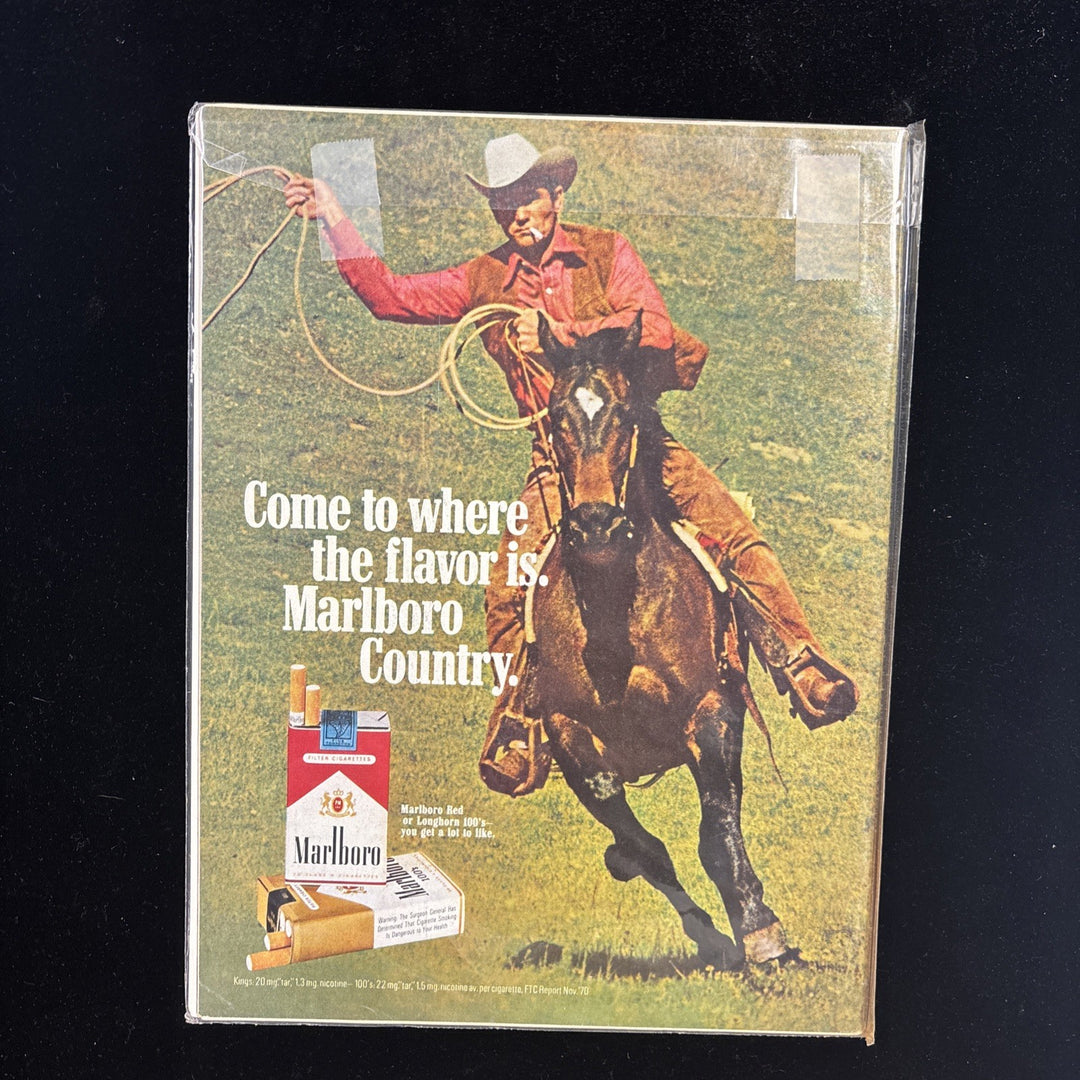 Come to where
the flavor is.
Marlboro
Country.
FILTER CIGARETTES
Marlboro
Marlboro Red
or Longhorn 100's—
you get a lot to like.
Marlboro
100's
Warning: The Surgeon General Has
Determined That Cigarette Smoking
Is Dangerous to Your Health
Kings: 20 mg."tar," 1.3 mg. nicotine— 100's: 22 mg."tar," 1.5 mg. nicotine av. per cigarette, FTC Report Nov.'70